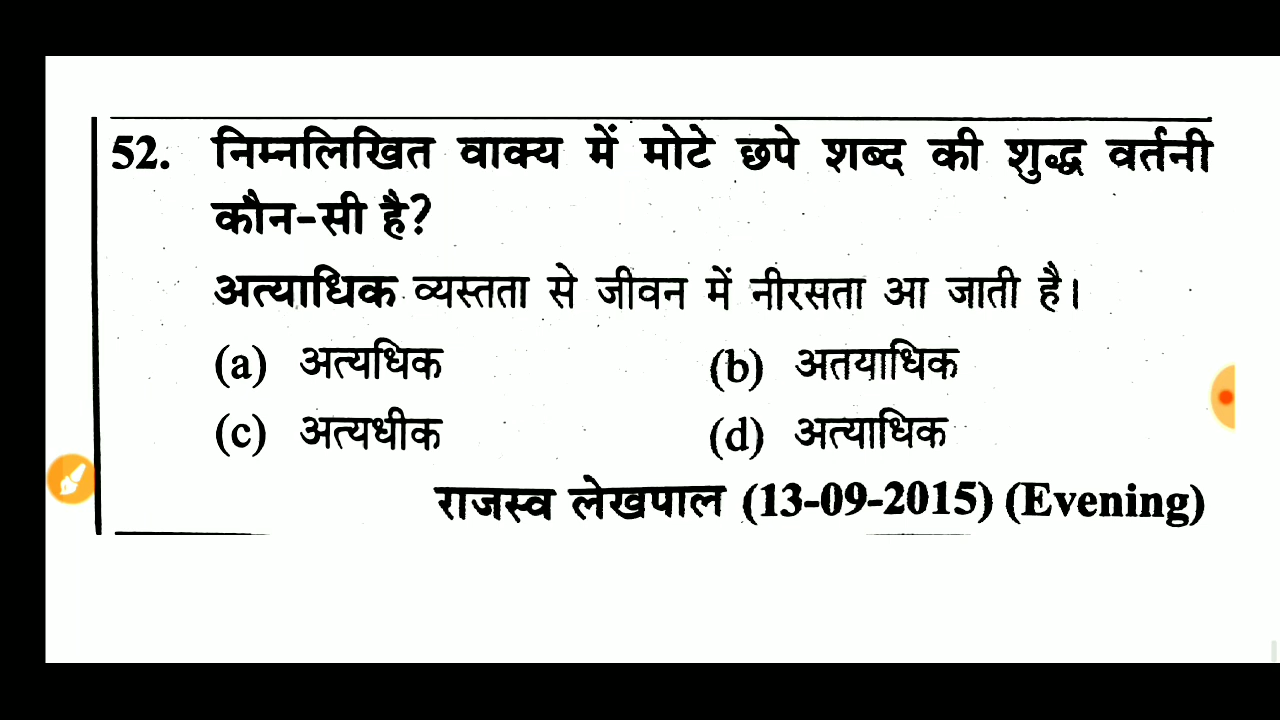 52. निम्नलिखित वाक्य में मोटे छपे शब्द की शुद्ध वर्तनी
कौन-सी है?
अत्याधिक व्यस्तता से जीवन में नीरसता आ जाती है।
(a) अत्यधिक (b) अतयाधिक
(c) अत्यधीक (d) अत्याधिक
राजस्व लेखपाल (13-09-2015) (Evening)